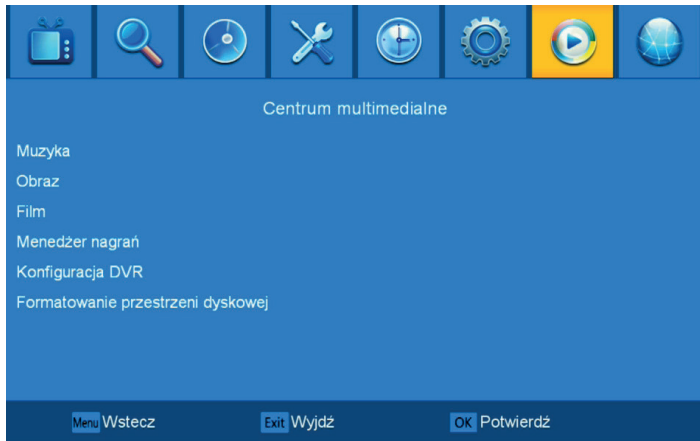 Centrum multimedialne
Muzyka
Obraz
Film
Menedżer nagrań
Konfiguracja DVR
Formatowanie przestrzeni dyskowej
Menu Wstecz Exit Wyjdź OK Potwierdź